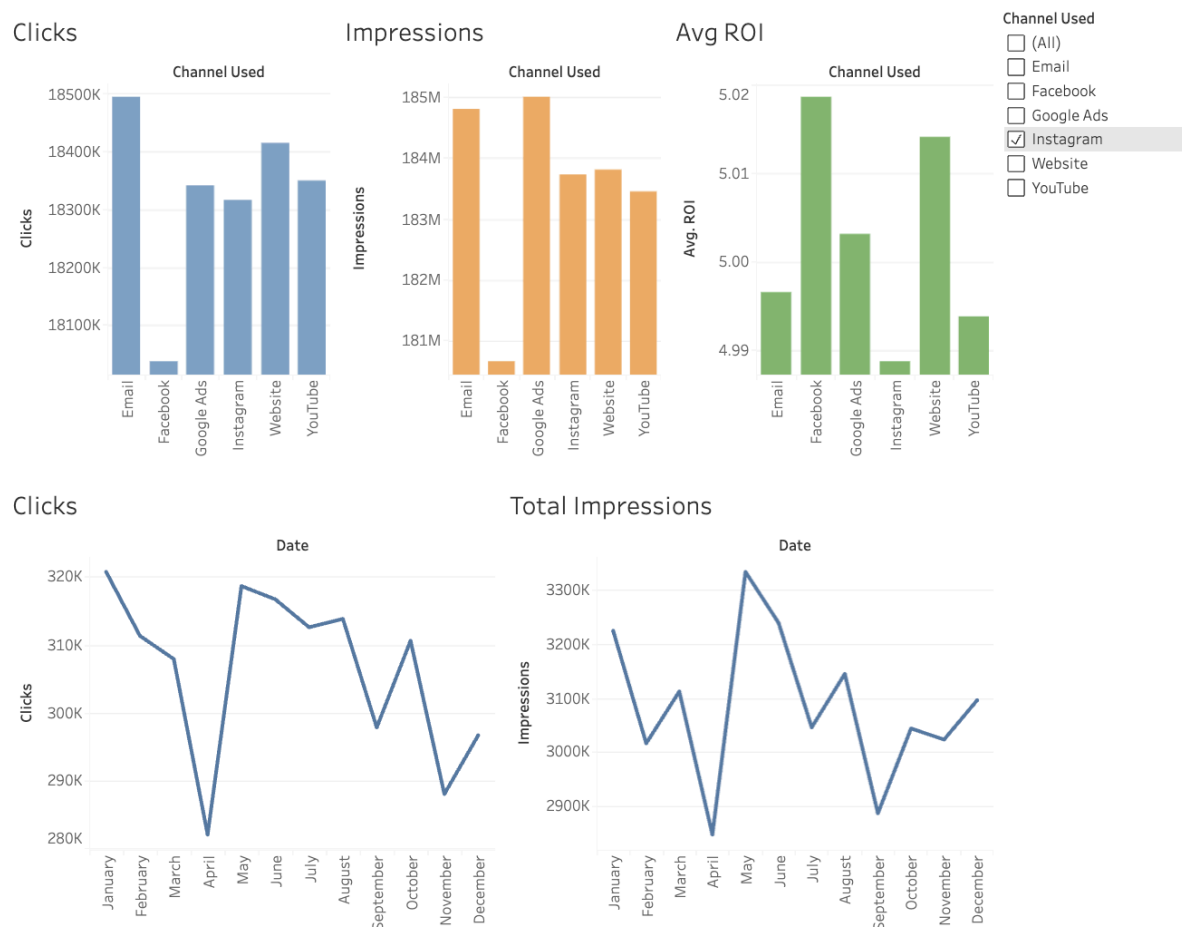 Clicks
Channel Used
18500K
18400K
18300K
18200K
18100K
Clicks
Email
Facebook
Google Ads
Instagram
Website
YouTube
Impressions
Channel Used
185M
184M
183M
182M
181M
Impressions
Email
Facebook
Google Ads
Instagram
Website
YouTube
Avg ROI
Channel Used
5.02
5.01
5.00
4.99
Avg. ROI
Email
Facebook
Google Ads
Instagram
Website
YouTube
Channel Used
(All)
Email
Facebook
Google Ads
Instagram
Website
YouTube
Clicks
Date
320K
310K
300K
290K
280K
Clicks
January
February
March
April
May
June
July
August
September
October
November
December
Total Impressions
Date
3300K
3200K
3100K
3000K
2900K
Impressions
January
February
March
April
May
June
July
August
September
October
November
December